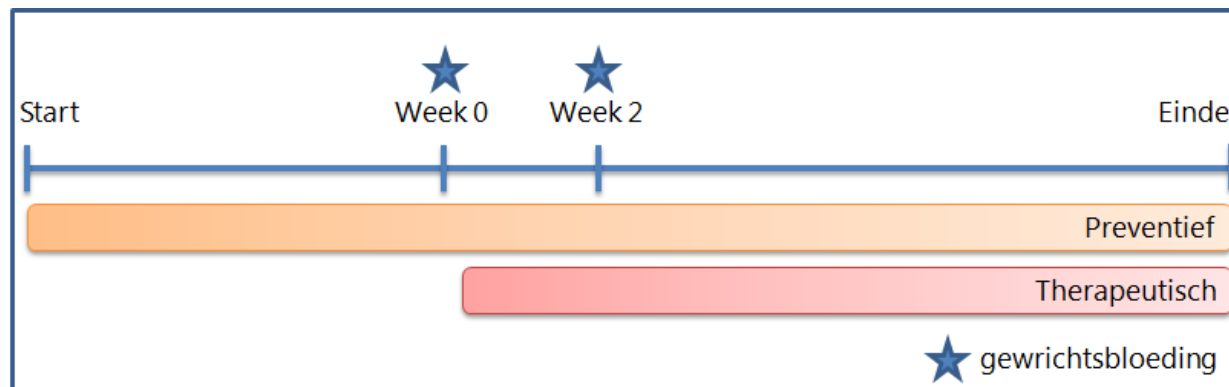 Start
Week 0
Week 2
Einde
Preventief
Therapeutisch
gewrichtsbloeding